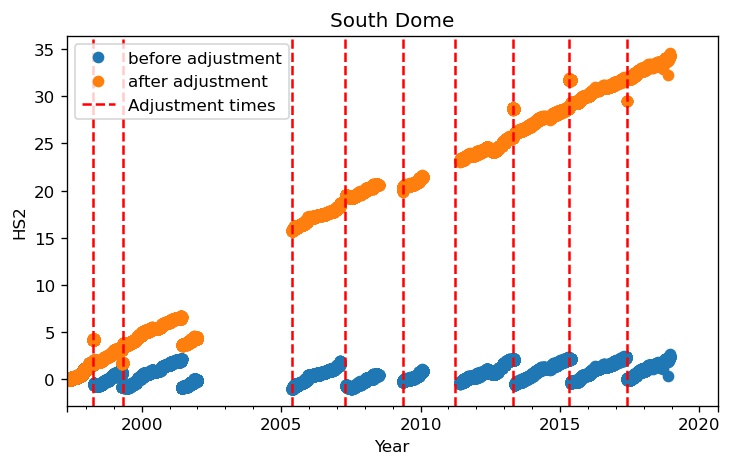 South Dome
before adjustment
after adjustment
Adjustment times
HS2
35
30
25
20
15
10
5
0
2000
2005
2010
2015
2020
Year